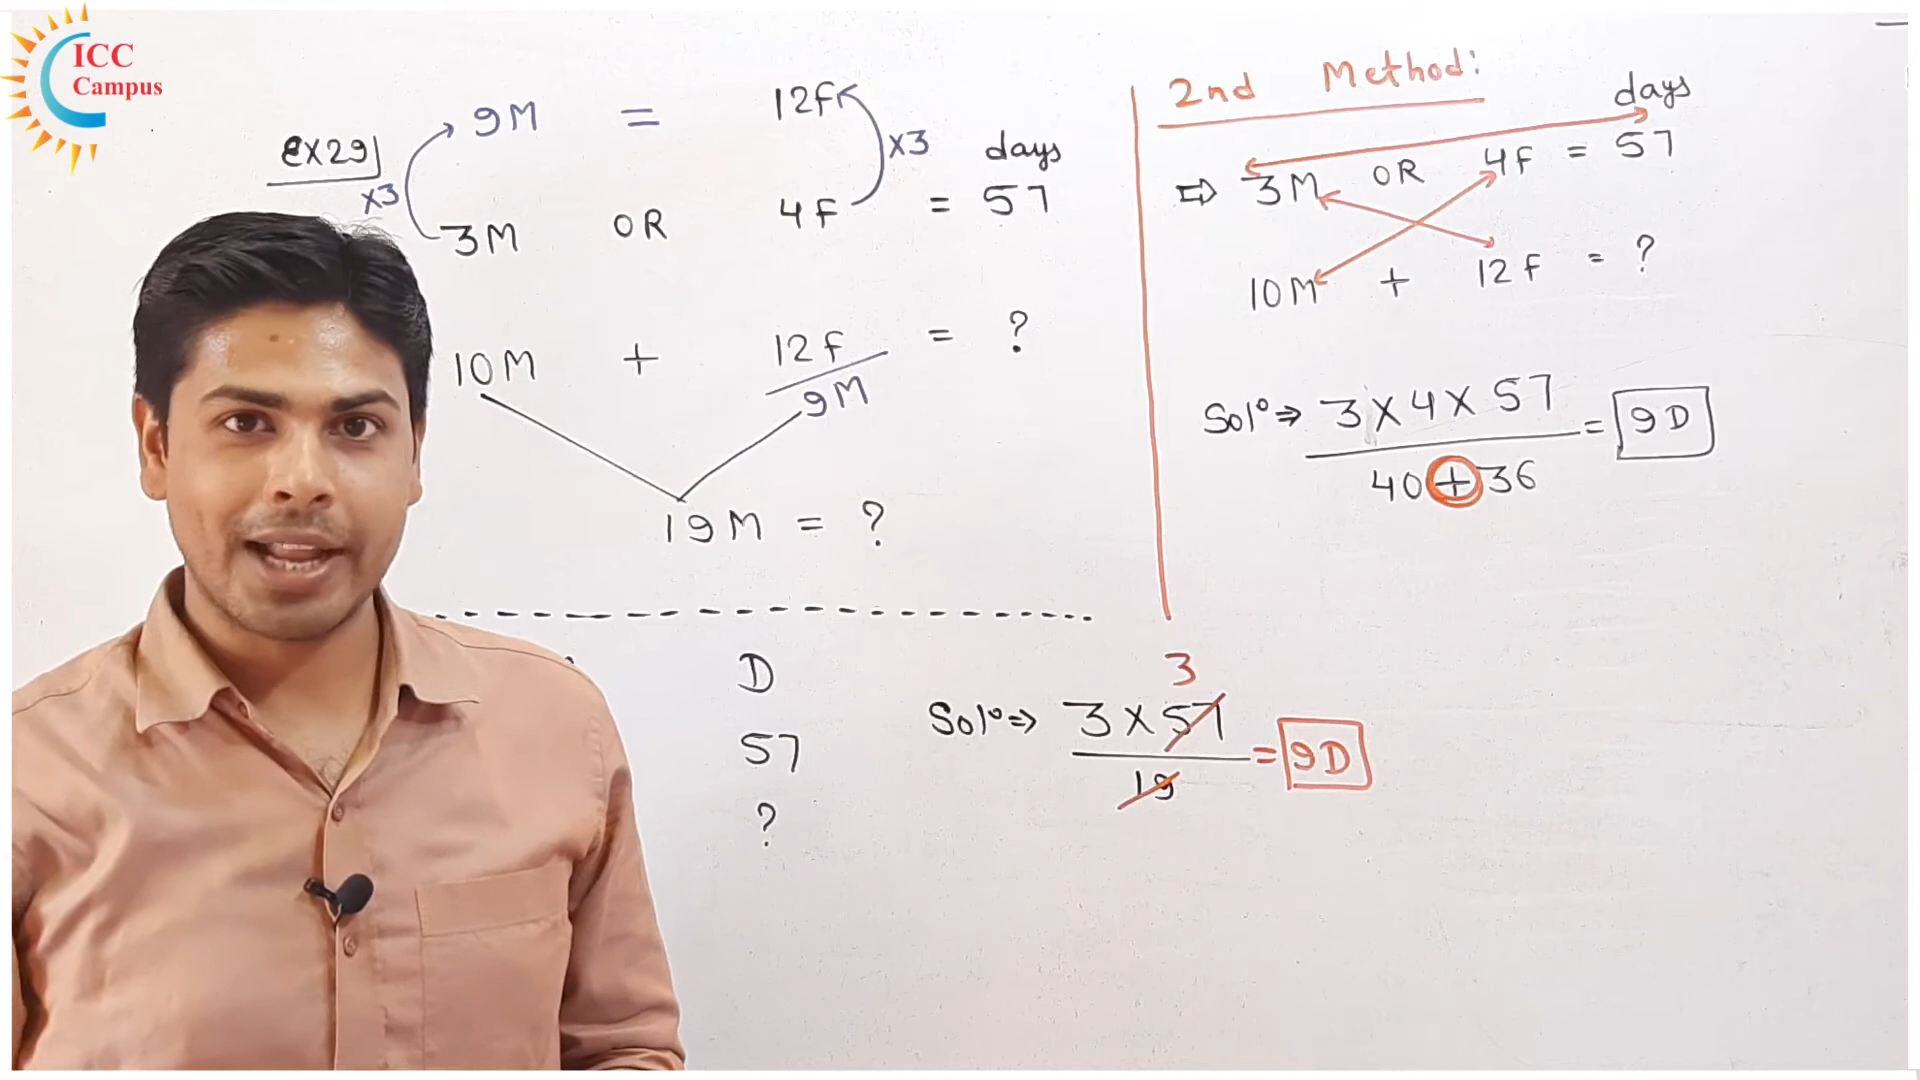 ICC
Campus
ex29
9M = 12F
×3 ×3
days
3M OR 4F = 57
10M + 12F = ?
9M
19M = ?
D
57
?
Sol° ⇒ 3 × 57 = 9D
3
19
2nd Method:
days
⇒ 3M OR 4F = 57
10M + 12F = ?
Sol° ⇒ 3 × 4 × 57 = 9D
40 + 36